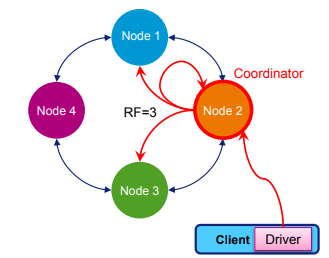 Node 1
Coordinator
Node 4
RF=3
Node 2
Node 3
Client
Driver